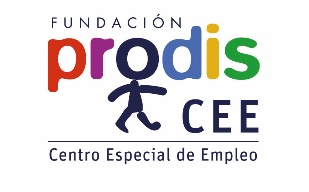 FUNDACIÓN
prodis
CEE
Centro Especial de Empleo